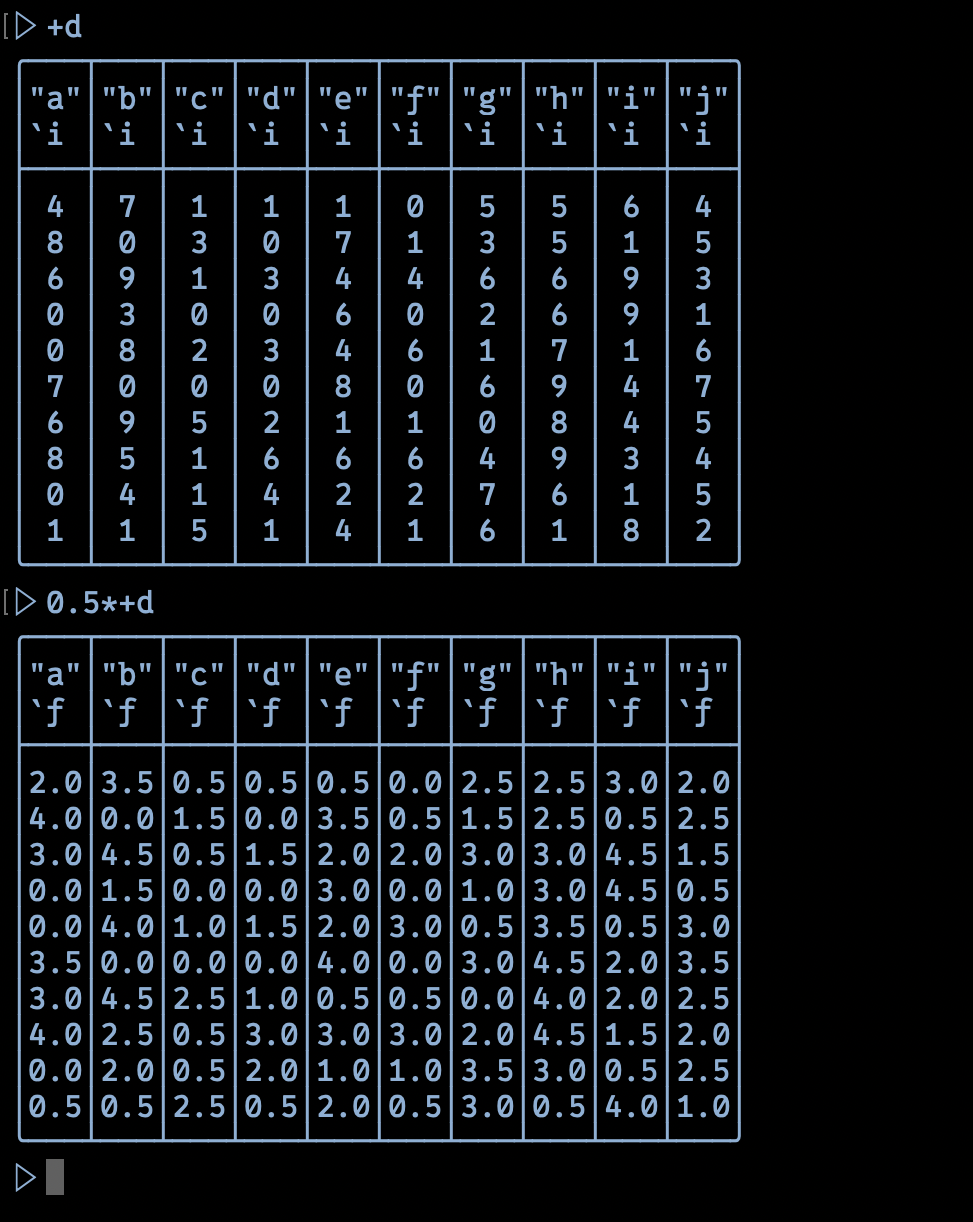 [▷ +d
"a" "b" "c" "d" "e" "f" "g" "h" "i" "j"
`i `i `i `i `i `i `i `i `i `i
4 7 1 1 1 0 5 5 6 4
8 0 3 0 7 1 3 5 1 5
6 9 1 3 4 4 6 6 9 3
0 3 0 0 6 0 2 6 9 1
0 8 2 3 4 6 1 7 1 6
7 0 0 0 8 0 6 9 4 7
6 9 5 2 1 1 0 8 4 5
8 5 1 6 6 6 4 9 3 4
0 4 1 4 2 2 7 6 1 5
1 1 5 1 4 1 6 1 8 2
[▷ 0.5*+d
"a" "b" "c" "d" "e" "f" "g" "h" "i" "j"
`f `f `f `f `f `f `f `f `f `f
2.0 3.5 0.5 0.5 0.5 0.0 2.5 2.5 3.0 2.0
4.0 0.0 1.5 0.0 3.5 0.5 1.5 2.5 0.5 2.5
3.0 4.5 0.5 1.5 2.0 2.0 3.0 3.0 4.5 1.5
0.0 1.5 0.0 0.0 3.0 0.0 1.0 3.0 4.5 0.5
0.0 4.0 1.0 1.5 2.0 3.0 0.5 3.5 0.5 3.0
3.5 0.0 0.0 0.0 4.0 0.0 3.0 4.5 2.0 3.5
3.0 4.5 2.5 1.0 0.5 0.5 0.0 4.0 2.0 2.5
4.0 2.5 0.5 3.0 3.0 3.0 2.0 4.5 1.5 2.0
0.0 2.0 0.5 2.0 1.0 1.0 3.5 3.0 0.5 2.5
0.5 0.5 2.5 0.5 2.0 0.5 3.0 0.5 4.0 1.0
▷